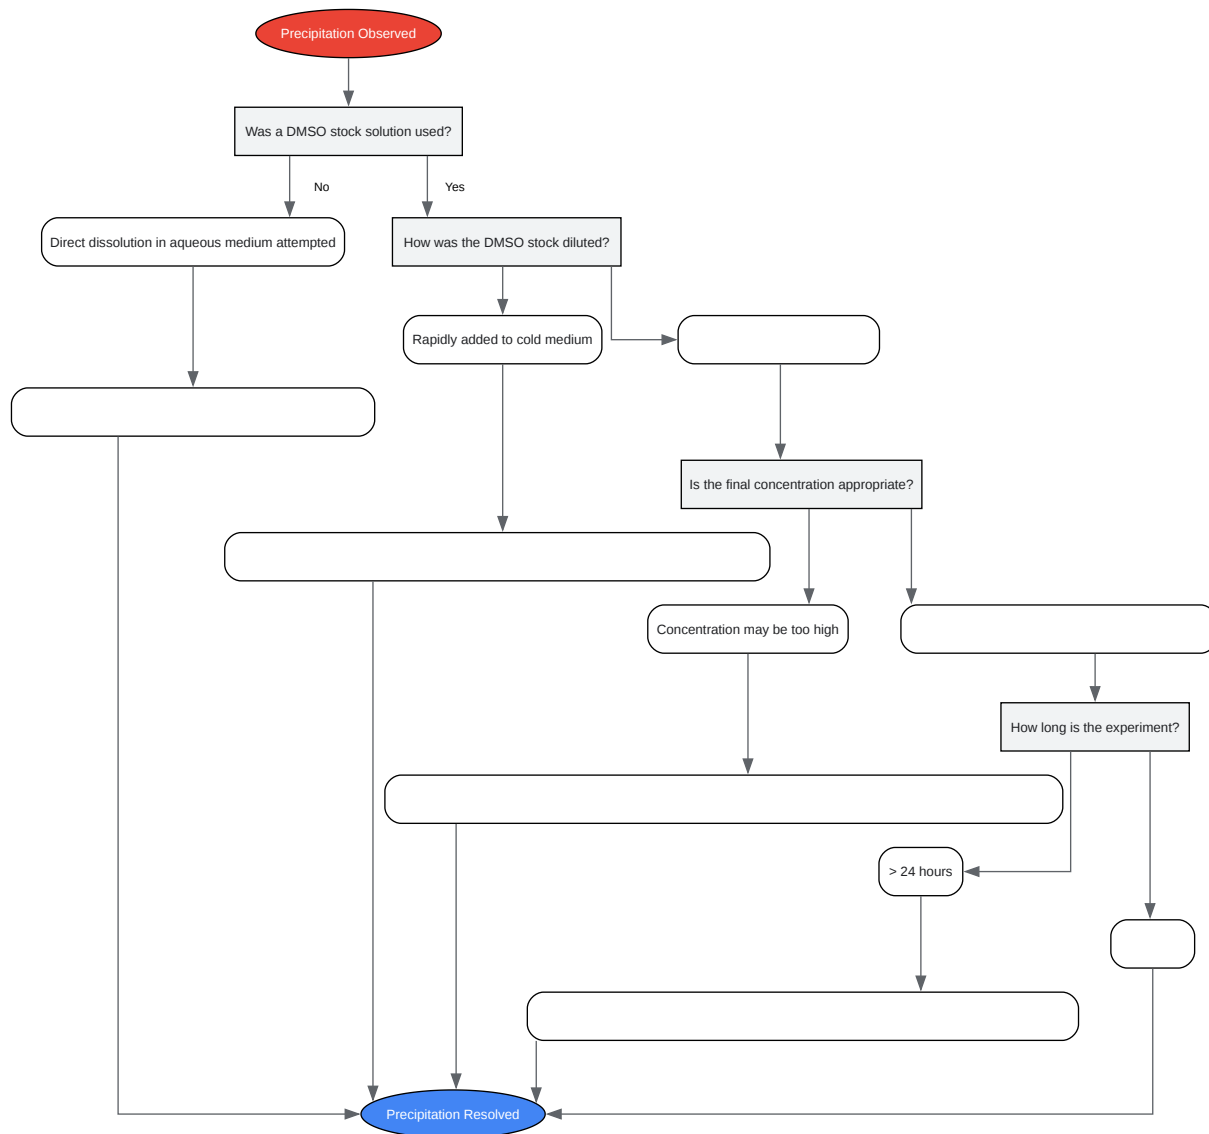 Precipitation Observed
Was a DMSO stock solution used?
No
Yes
Direct dissolution in aqueous medium attempted
How was the DMSO stock diluted?
Rapidly added to cold medium
Is the final concentration appropriate?
Concentration may be too high
How long is the experiment?
> 24 hours
Precipitation Resolved